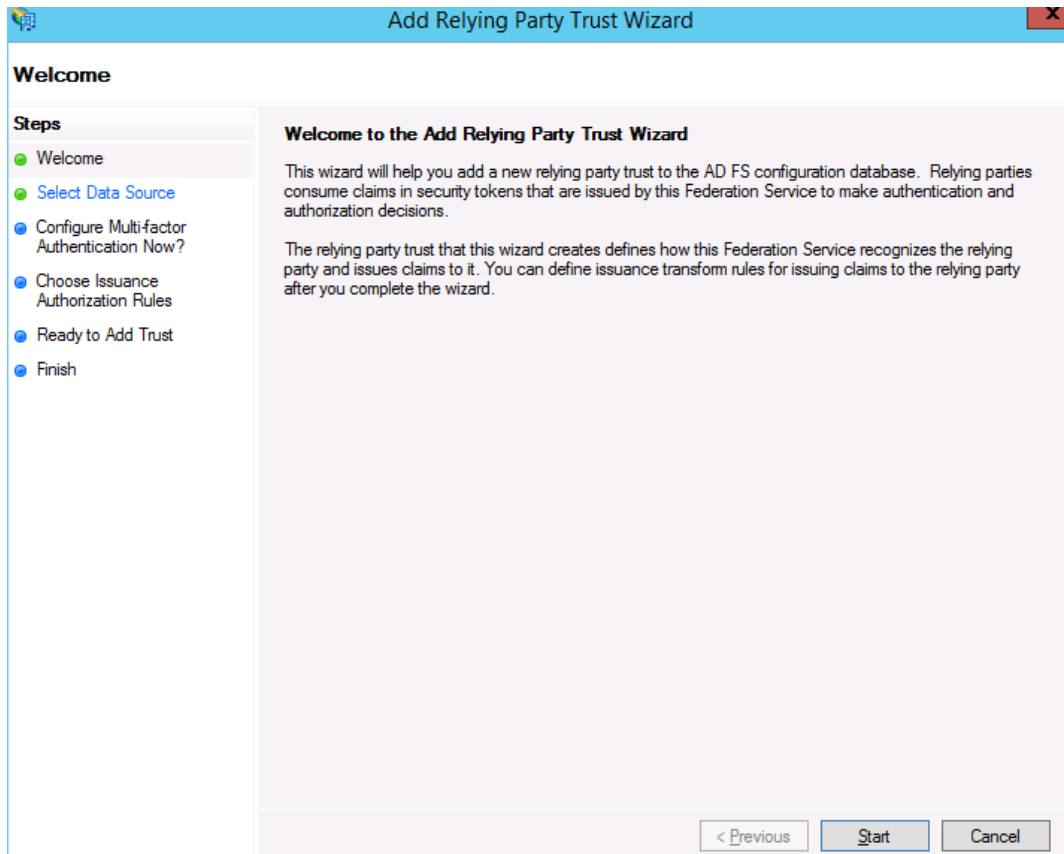 Add Relying Party Trust Wizard
x
Welcome
Steps
Welcome
Select Data Source
Configure Multi-factor
Authentication Now?
Choose Issuance
Authorization Rules
Ready to Add Trust
Finish
Welcome to the Add Relying Party Trust Wizard
This wizard will help you add a new relying party trust to the AD FS configuration database.  Relying parties
consume claims in security tokens that are issued by this Federation Service to make authentication and
authorization decisions.
The relying party trust that this wizard creates defines how this Federation Service recognizes the relying
party and issues claims to it. You can define issuance transform rules for issuing claims to the relying party
after you complete the wizard.
< Previous
Start
Cancel